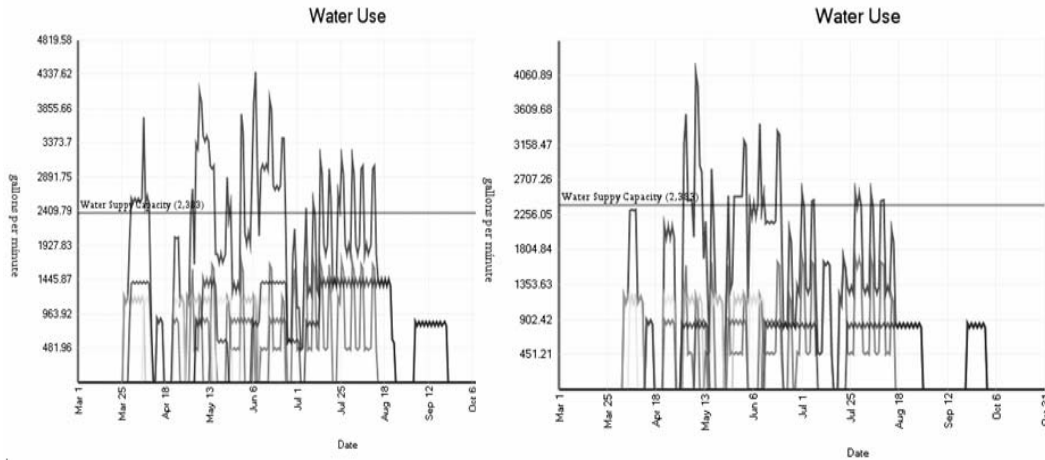 Water Use
4819.58
4337.62
3855.66
3373.7
2891.75
2409.79
1927.83
1445.87
963.92
481.96
gallons per minute
Water Suppy Capacity (2,383)
Mar 1
Mar 25
Apr 18
May 13
Jun 6
Jul 1
Jul 25
Aug 18
Sep 12
Oct 6
Date
Water Use
4060.89
3609.68
3158.47
2707.26
2256.05
1804.84
1353.63
902.42
451.21
gallons per minute
Water Suppy Capacity (2,383)
Mar 1
Mar 25
Apr 18
May 13
Jun 6
Jul 1
Jul 25
Aug 18
Sep 12
Oct 6
Date